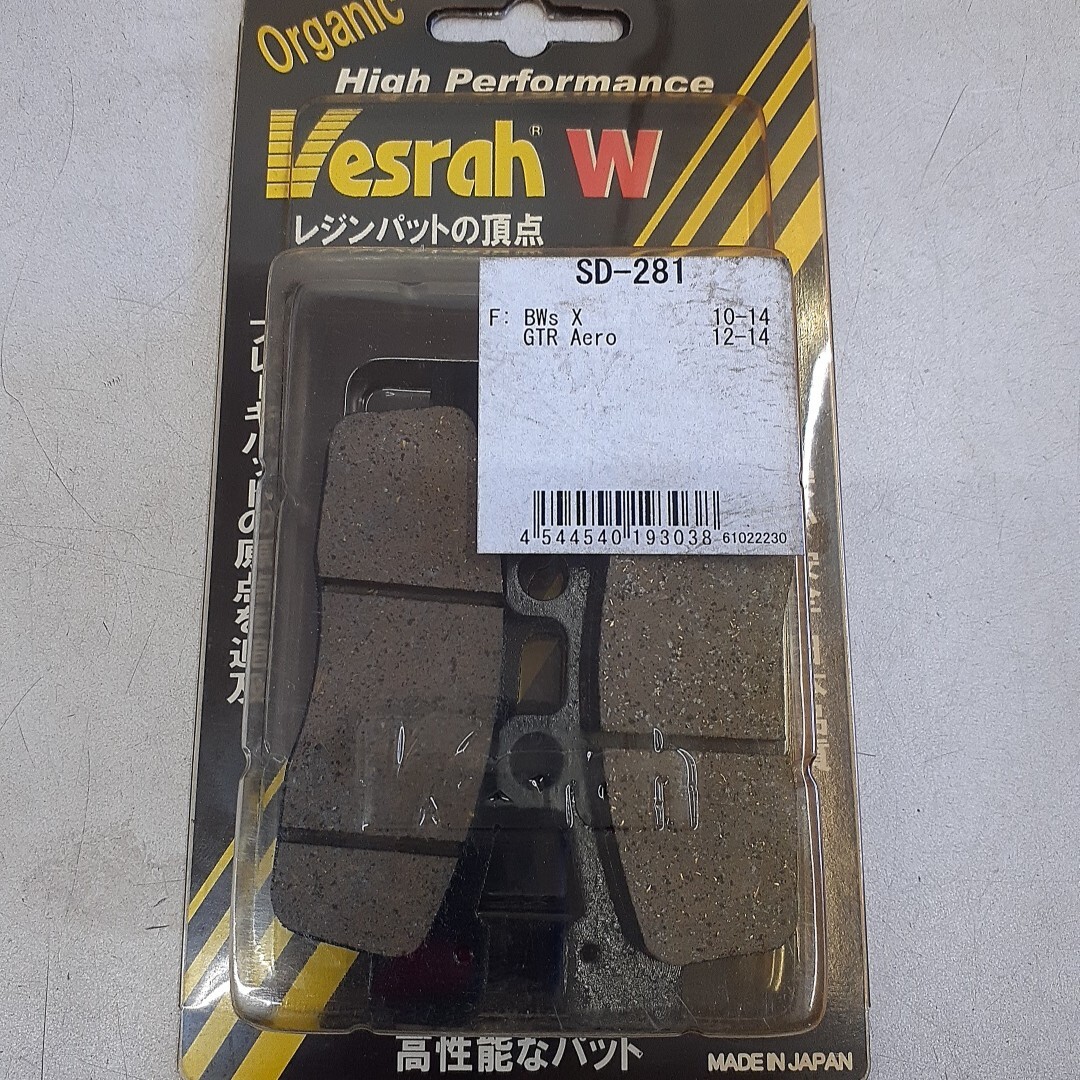 Organic
High Performance
Vesrah® W
レジンパットの頂点
SD-281
F: BWs X 10-14
GTR Aero 12-14
4 544540 193038 61022230
高性能なパット
MADE IN JAPAN